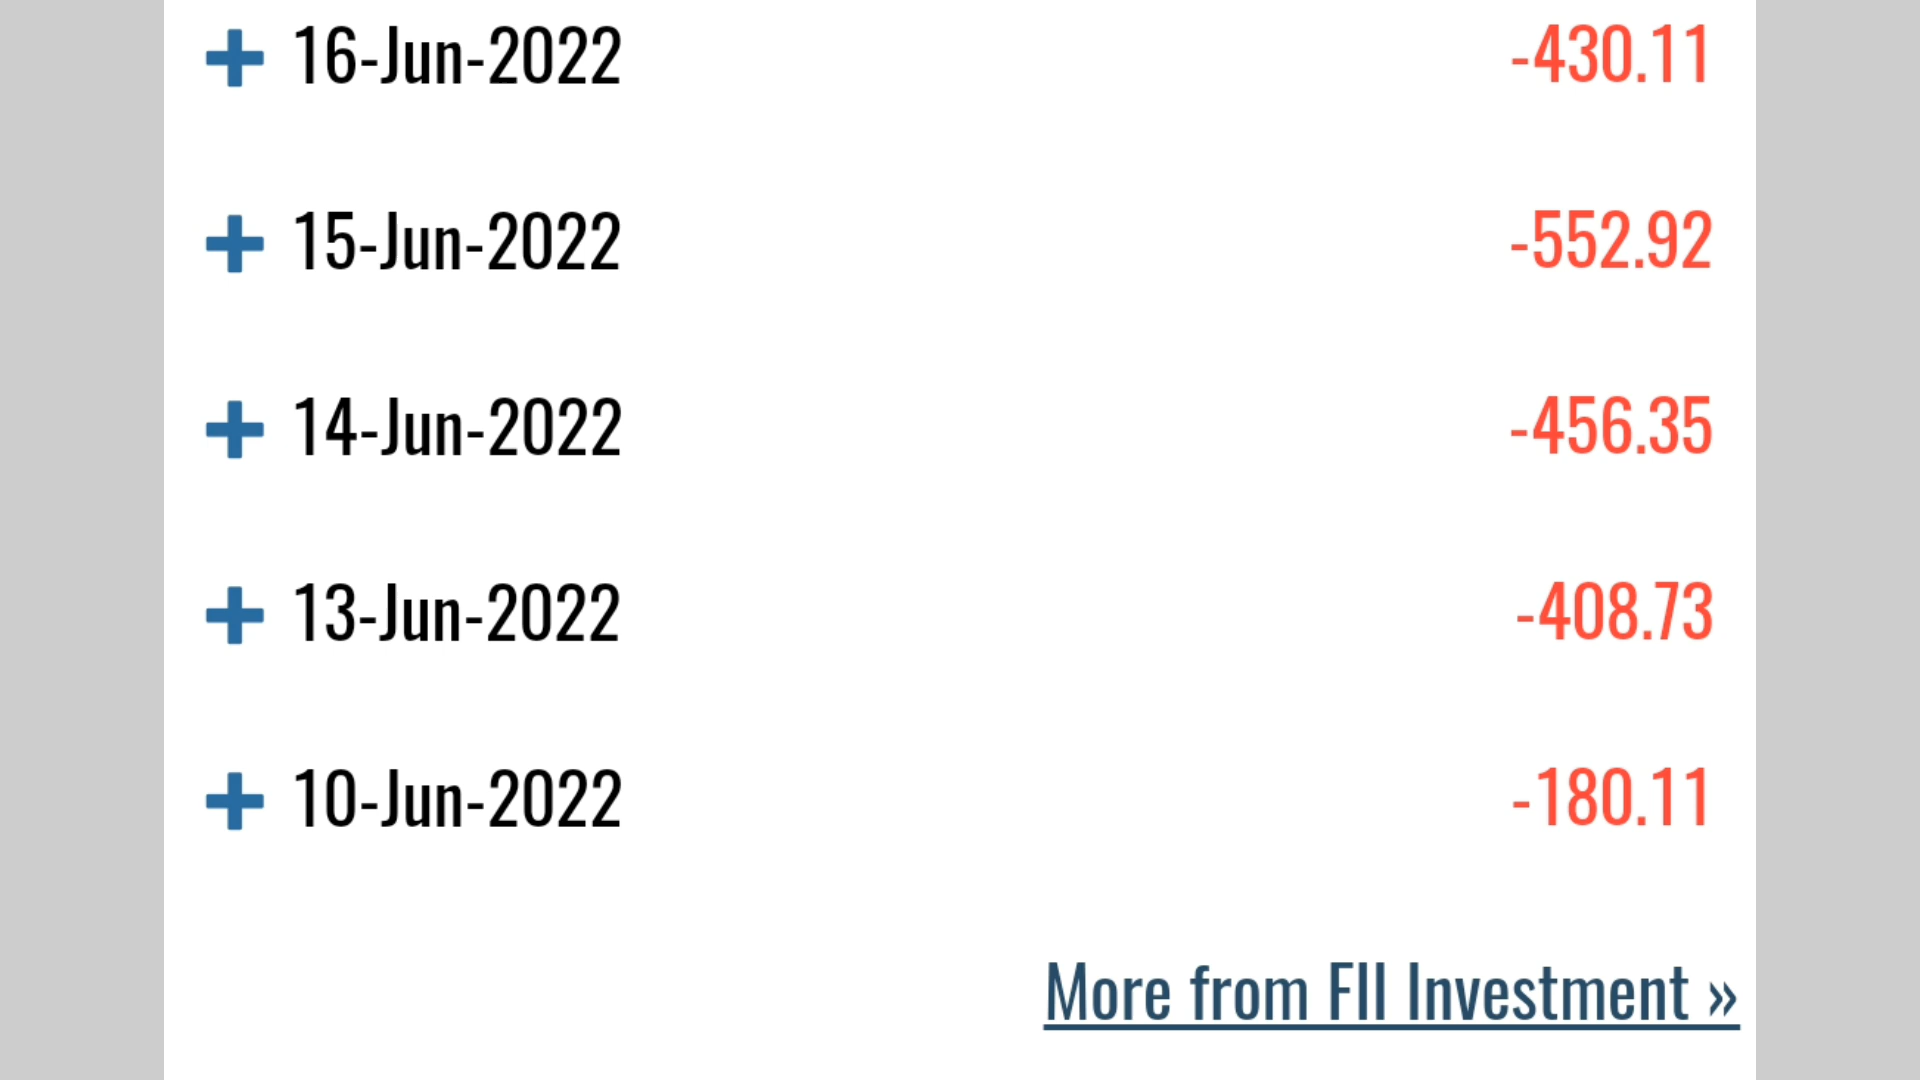 16-Jun-2022 -430.11
15-Jun-2022 -552.92
14-Jun-2022 -456.35
13-Jun-2022 -408.73
10-Jun-2022 -180.11
More from FII Investment »